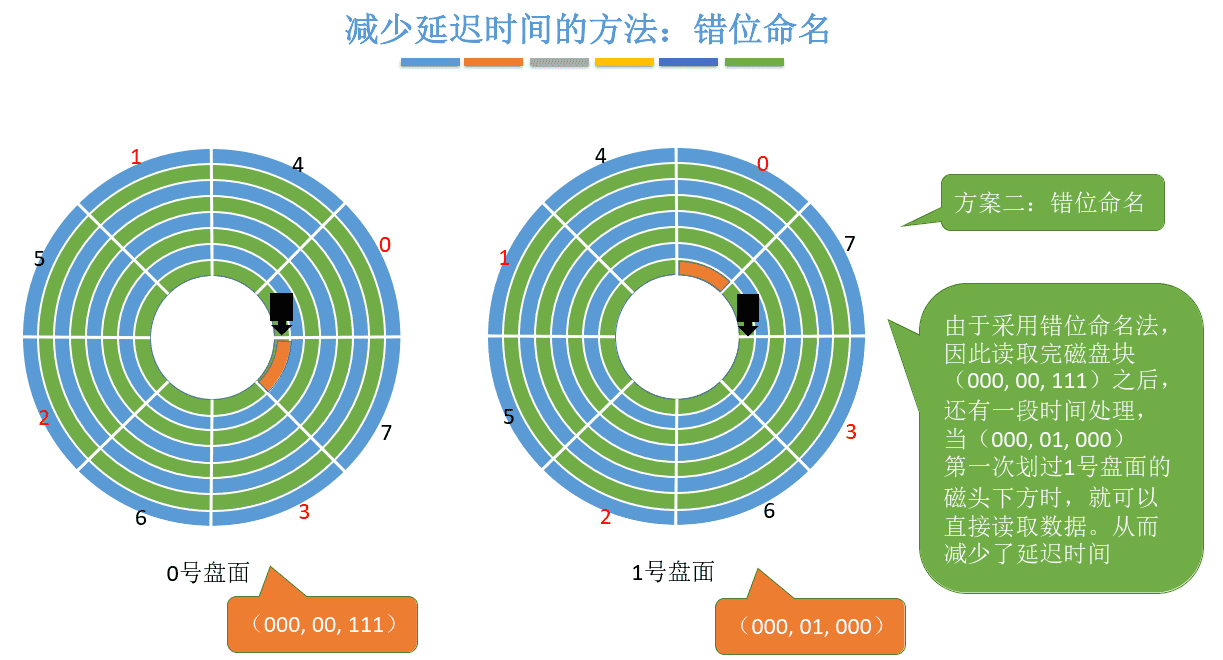 减少延迟时间的方法：错位命名
1
4
5
0
2
7
6
3
0号盘面
（000, 00, 111）
4
0
1
7
5
3
2
6
1号盘面
（000, 01, 000）
方案二：错位命名
由于采用错位命名法，
因此读取完磁盘块
（000, 00, 111）之后，
还有一段时间处理，
当（000, 01, 000）
第一次划过1号盘面的
磁头下方时，就可以
直接读取数据。从而
减少了延迟时间